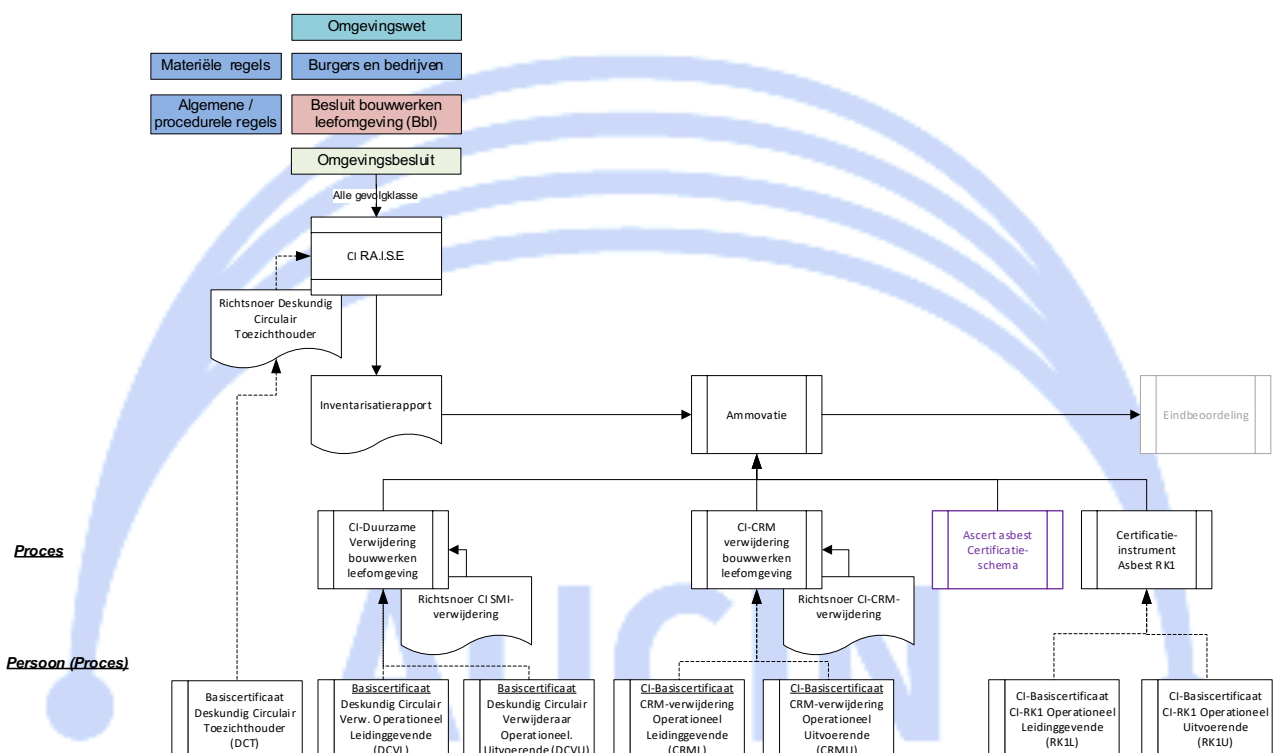 Omgevingswet
Materiële regels
Burgers en bedrijven
Algemene /
procedurele regels
Besluit bouwwerken
leefomgeving (Bbl)
Omgevingsbesluit
Alle gevolgklasse
CI R.A.I.S.E
Richtsnoer Deskundig
Circulair
Toezichthouder
Inventarisatierapport
Ammovatie
Eindbeoordeling
CI-Duurzame
Verwijdering
bouwwerken
leefomgeving
CI-CRM
verwijdering
bouwwerken
leefomgeving
Ascert asbest
Certificatie-
schema
Certificatie-
instrument
Asbest RK1
Proces
Richtsnoer CI SMI-
verwijdering
Richtsnoer CI-CRM-
verwijdering
Persoon (Proces)
Basiscertificaat
Deskundig Circulair
Toezichthouder
(DCT)
Basiscertificaat
Deskundig Circulair
Verw. Operationeel
Leidinggevende
(DCVL)
Basiscertificaat
Deskundig Circulair
Verwijderaar
Operationeel.
Uitvoerende (DCVU)
CI-Basiscertificaat
CRM-verwijdering
Operationeel
Leidinggevende
(CRML)
CI-Basiscertificaat
CRM-verwijdering
Operationeel
Uitvoerende
(CRMU)
CI-Basiscertificaat
CI-RK1 Operationeel
Leidinggevende
(RK1L)
CI-Basiscertificaat
CI-RK1 Operationeel
Uitvoerende
(RK1U)